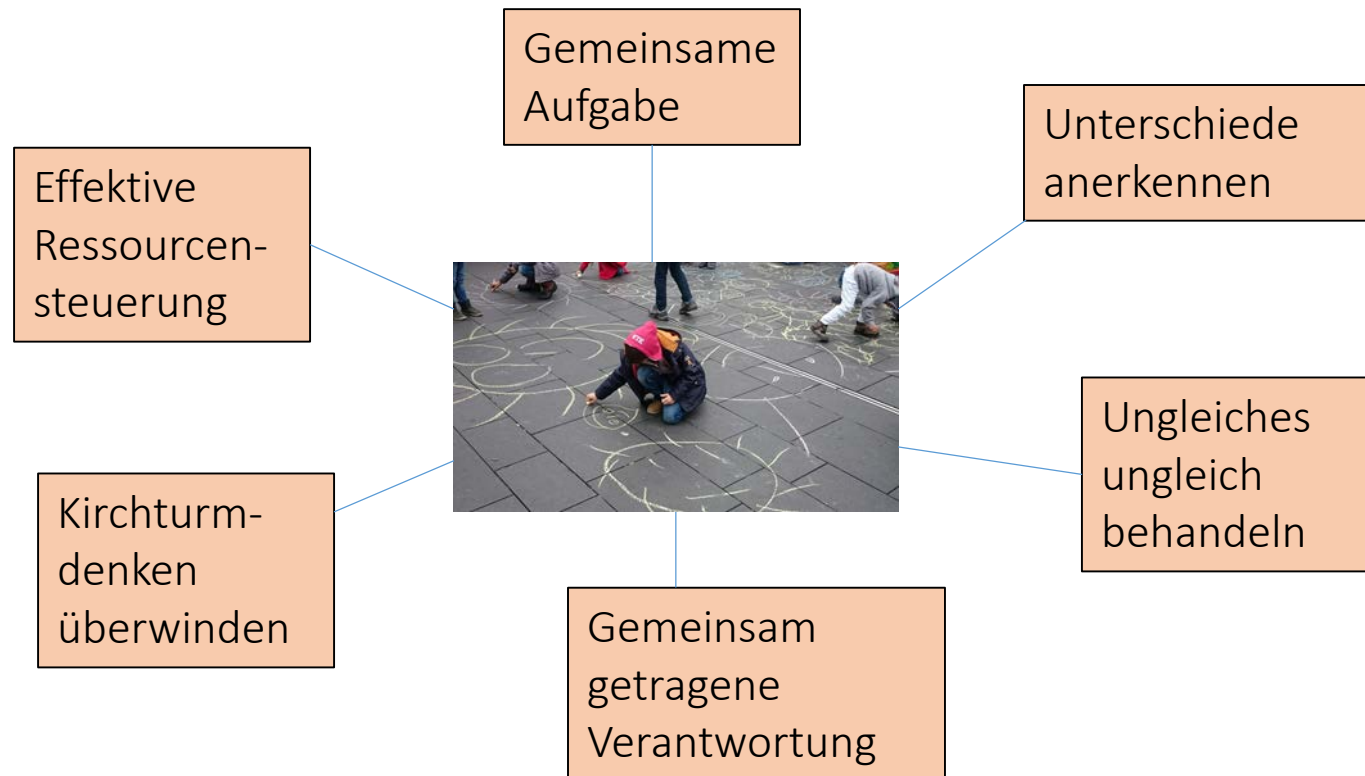 Gemeinsame
Aufgabe
Unterschiede
anerkennen
Effektive
Ressourcen-
steuerung
Ungleiches
ungleich
behandeln
Kirchturm-
denken
überwinden
Gemeinsam
getragene
Verantwortung